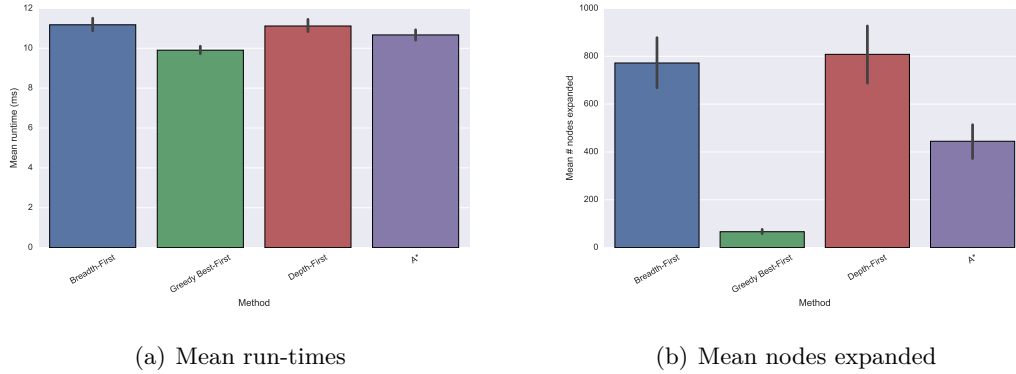 12
10
8
6
4
2
0
Mean runtime (ms)
Breadth-First
Greedy Best-First
Depth-First
A*
Method
(a) Mean run-times
1000
800
600
400
200
0
Mean # nodes expanded
Breadth-First
Greedy Best-First
Depth-First
A*
Method
(b) Mean nodes expanded